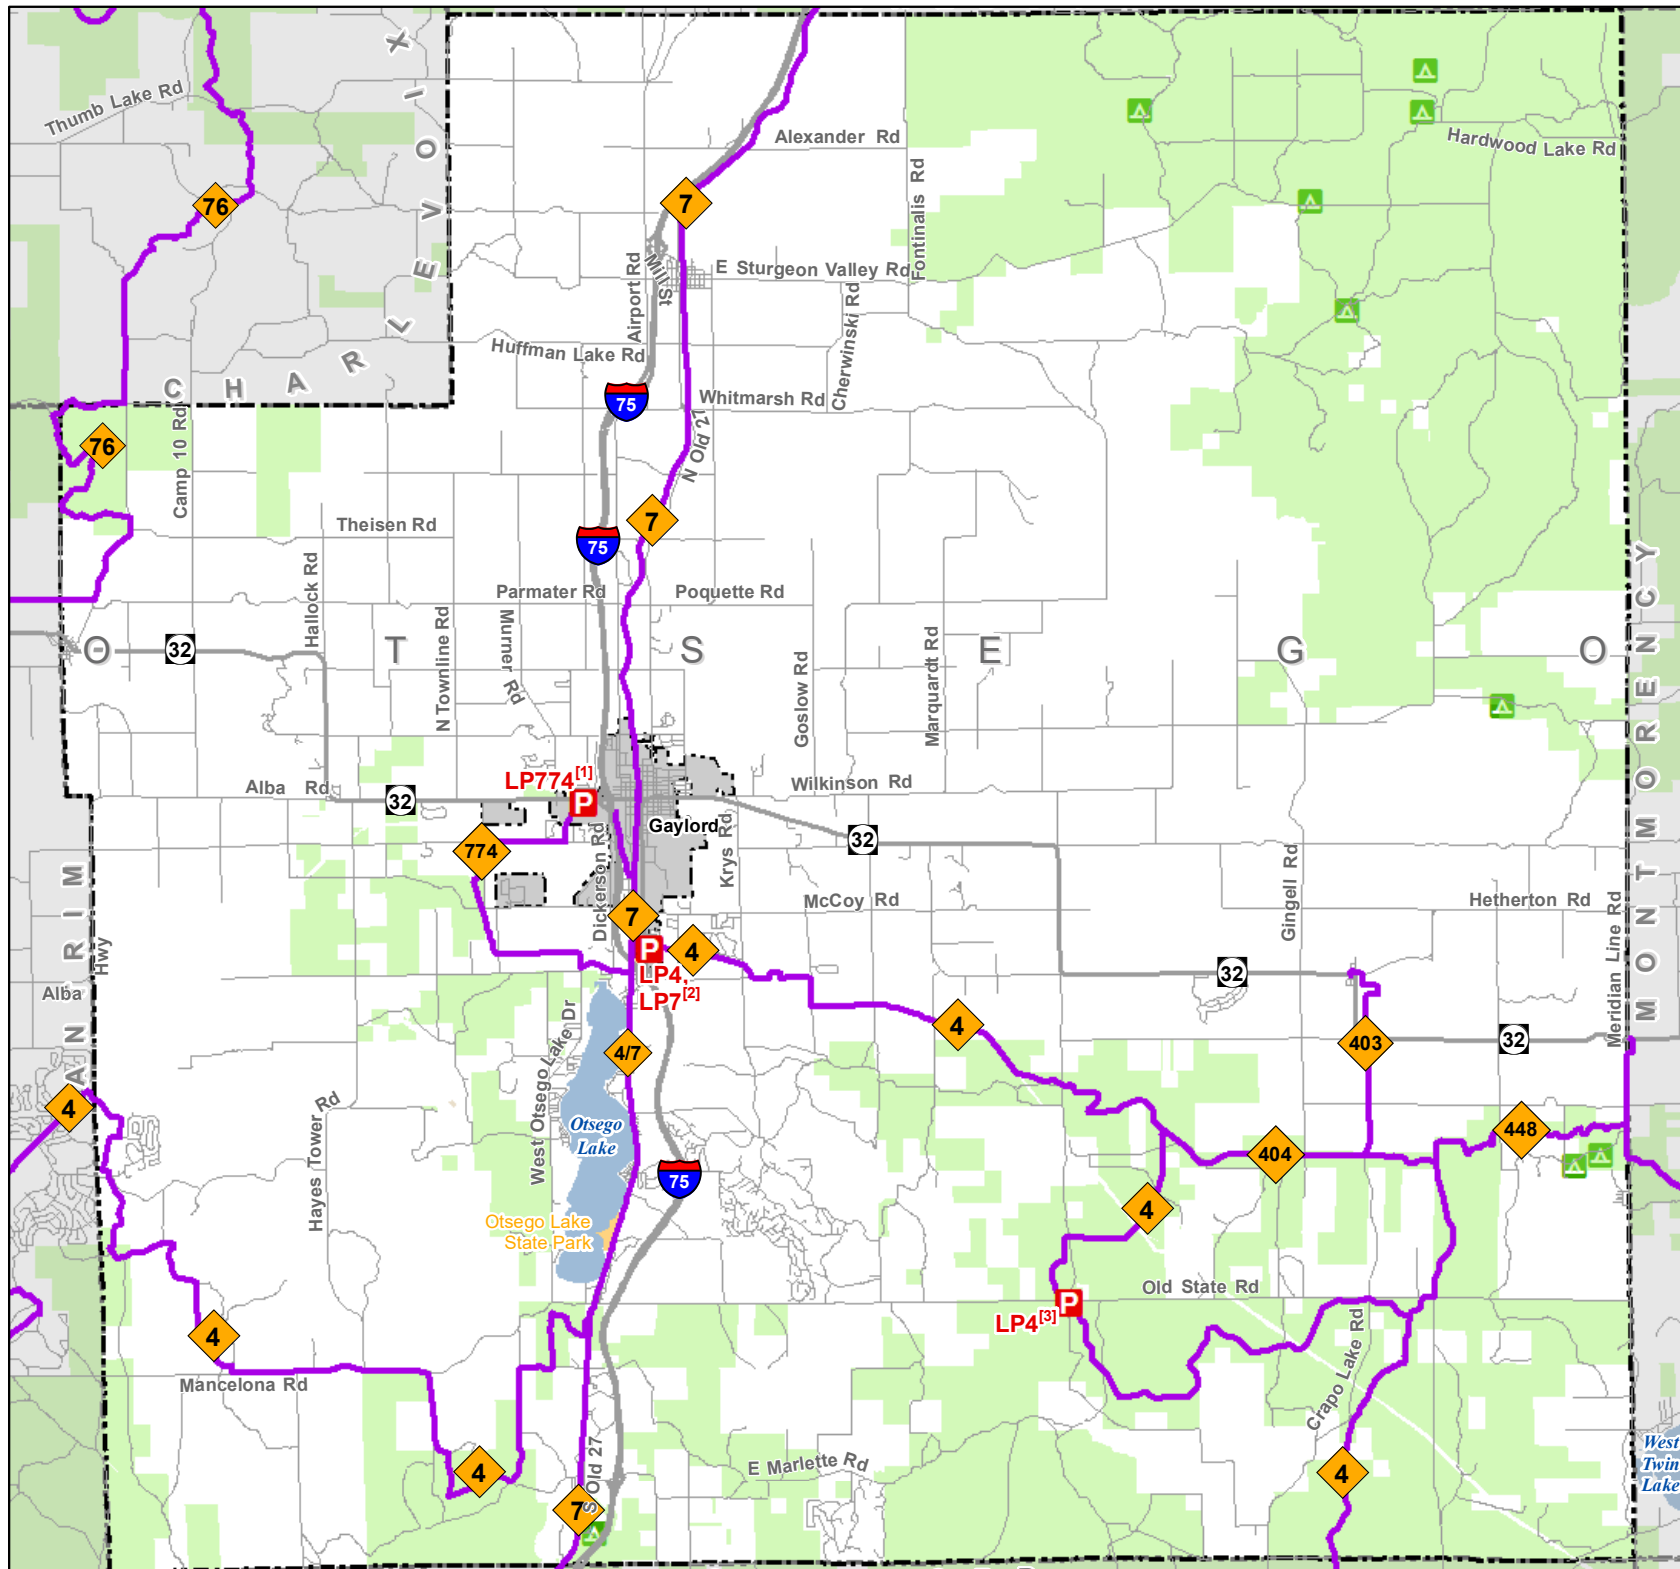 Thumb Lake Rd
CHARLEVOIX
Alexander Rd
Hardwood Lake Rd
76
7
Fontinalis Rd
Mill St
Airport Rd
E Sturgeon Valley Rd
Cherwinski Rd
Huffman Lake Rd
75
Whitmarsh Rd
76
Camp 10 Rd
N Old 27
Theisen Rd
7
75
Hallock Rd
Parmater Rd
Poquette Rd
N Townline Rd
Murner Rd
Goslow Rd
Marquardt Rd
OTSEGO
32
MONTMORENCY
LP774[1]
P
Alba Rd
32
Wilkinson Rd
Gaylord
32
774
Dickerson Rd
Krys Rd
Gingell Rd
McCoy Rd
Hetherton Rd
Meridian Line Rd
ANTRIM
Alba Hwy
7
P
4
LP4,
LP7[2]
32
4
403
32
4/7
West Otsego Lake Dr
4
Hayes Tower Rd
Otsego
Lake
448
404
75
4
Otsego Lake
State Park
Old State Rd
P
LP4[3]
4
Crapo Lake Rd
Mancelona Rd
4
S Old 27
E Marlette Rd
4
7
West
Twin
Lake